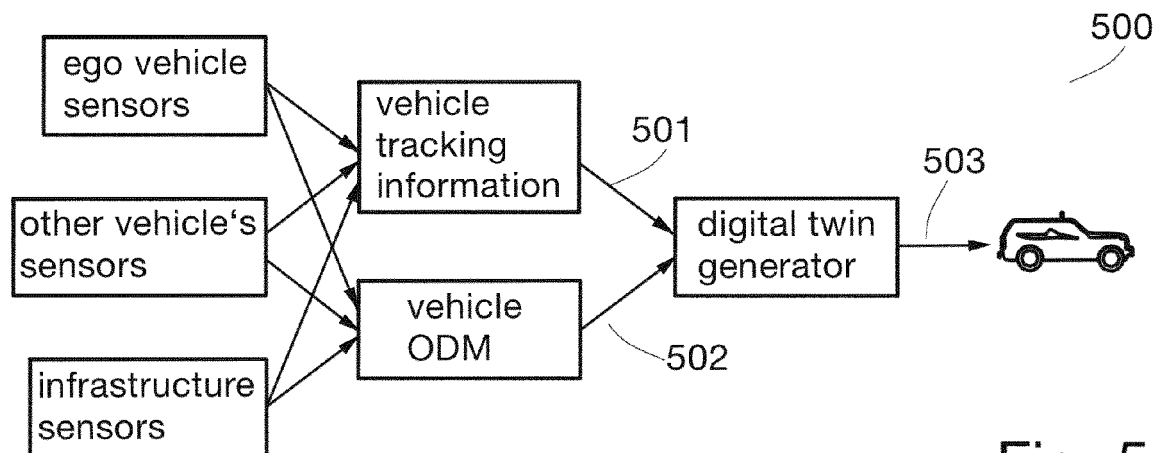 500
ego vehicle
sensors
vehicle
tracking
information
501
503
other vehicle's
sensors
digital twin
generator
vehicle
ODM
502
infrastructure
sensors
Fig. 5